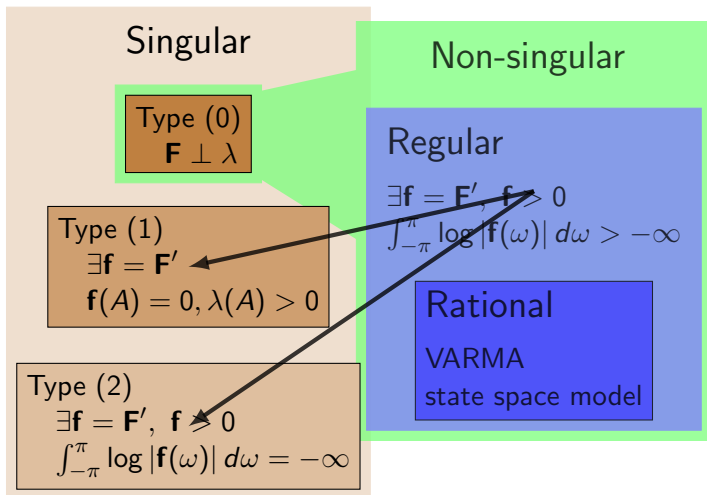 Singular
Type (0)
F ⊥ λ
Type (1)
∃f = F′
f(A) = 0, λ(A) > 0
Type (2)
∃f = F′, f > 0
∫_{-π}^{π} log |f(ω)| dω = −∞
Non-singular
Regular
∃f = F′, f > 0
∫_{-π}^{π} log |f(ω)| dω > −∞
Rational
VARMA
state space model